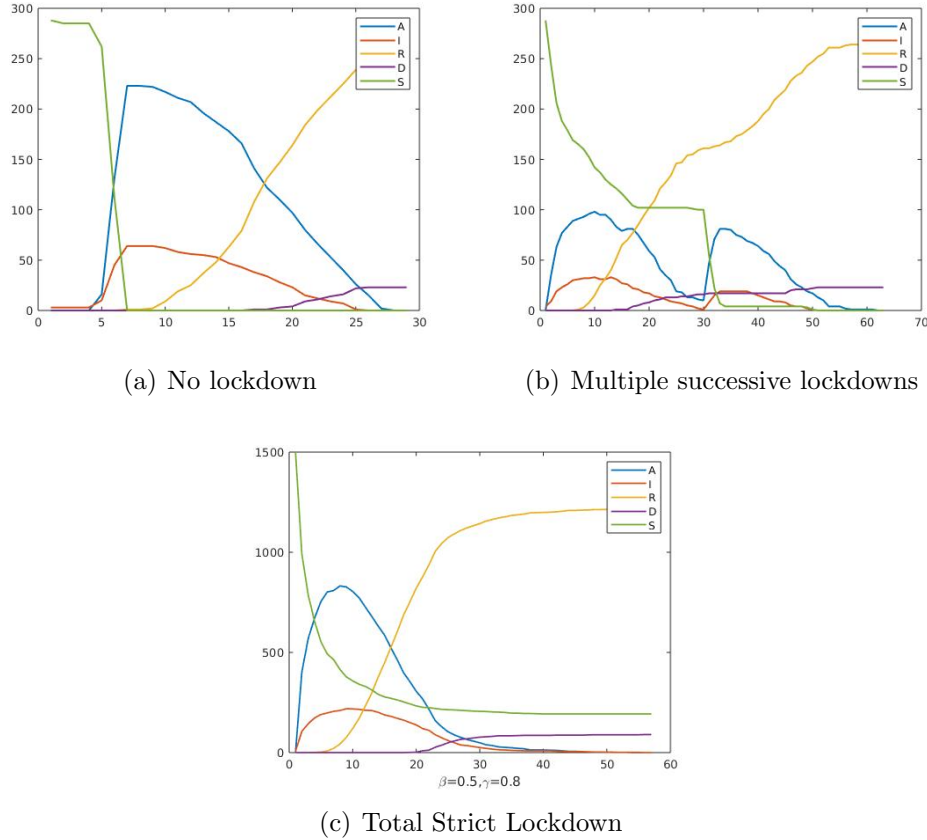 300
250
200
150
100
50
0
0 5 10 15 20 25 30
A
I
R
D
S
(a) No lockdown
300
250
200
150
100
50
0
0 10 20 30 40 50 60 70
A
I
R
D
S
(b) Multiple successive lockdowns
1500
1000
500
0
0 10 20 30 40 50 60
A
I
R
D
S
β=0.5,γ=0.8
(c) Total Strict Lockdown